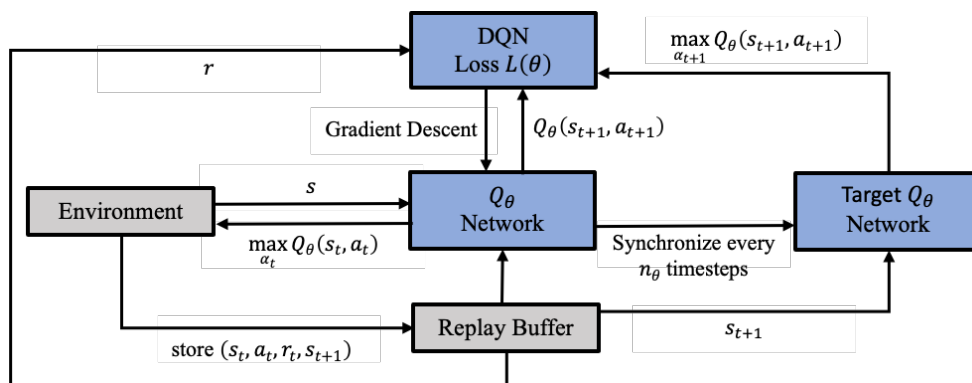 DQN
Loss L(θ)
max Q_θ(s_{t+1}, a_{t+1})
α_{t+1}
r
Gradient Descent
Q_θ(s_{t+1}, a_{t+1})
s
Environment
Q_θ
Network
Target Q_θ
Network
max Q_θ(s_t, a_t)
α_t
Synchronize every
n_θ timesteps
Replay Buffer
s_{t+1}
store (s_t, a_t, r_t, s_{t+1})